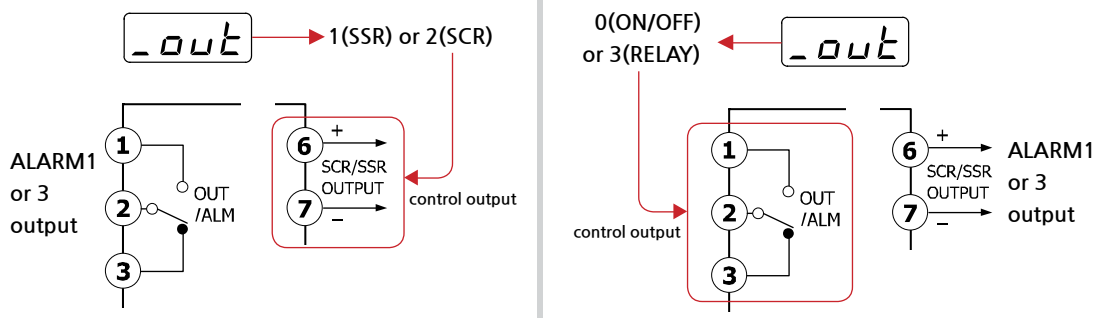 _out
1(SSR) or 2(SCR)
1
2
3
ALARM1
or 3
output
OUT
/ALM
6
7
+
SCR/SSR
OUTPUT
−
control output
0(ON/OFF)
or 3(RELAY)
_out
control output
1
2
3
OUT
/ALM
6
7
+
SCR/SSR
OUTPUT
−
ALARM1
or 3
output